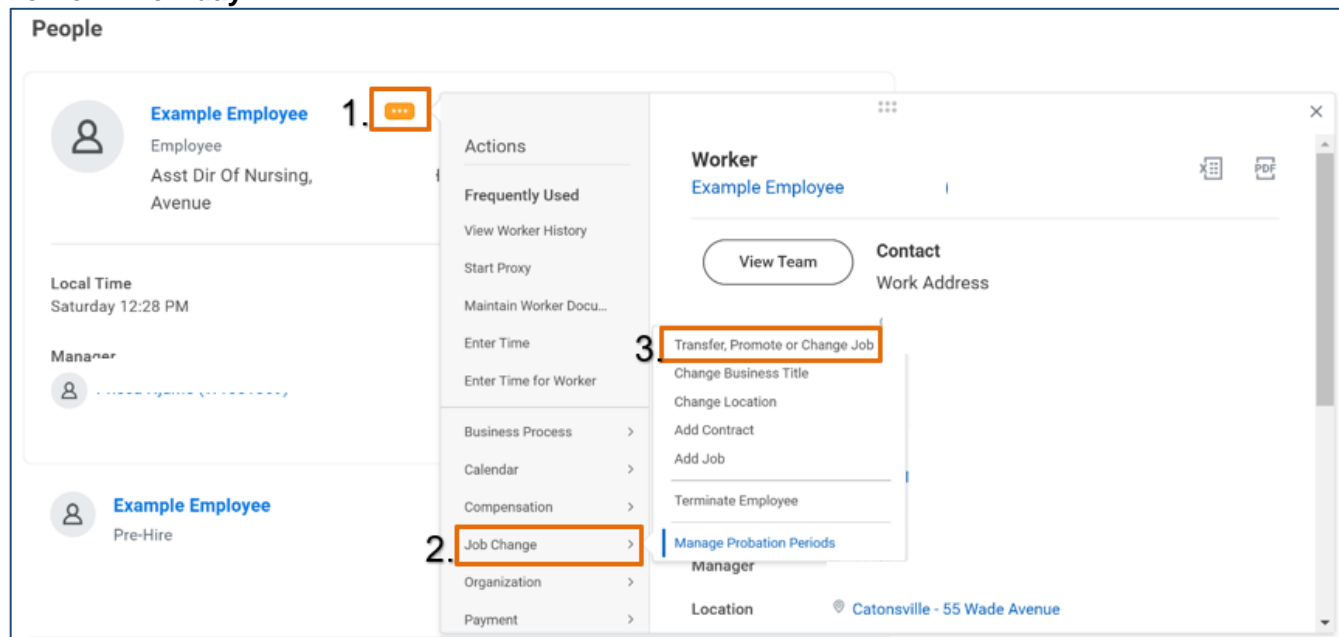 People
1.
Example Employee
Employee
Asst Dir Of Nursing,
Avenue
Local Time
Saturday 12:28 PM
Manager
Example Employee
Pre-Hire
Actions
Frequently Used
View Worker History
Start Proxy
Maintain Worker Docu...
Enter Time
Enter Time for Worker
Business Process
Calendar
Compensation
2.
Job Change
Organization
Payment
Worker
Example Employee
PDF
View Team
Contact
Work Address
3.
Transfer, Promote or Change Job
Change Business Title
Change Location
Add Contract
Add Job
Terminate Employee
Manage Probation Periods
Manager
Location
Catonsville - 55 Wade Avenue